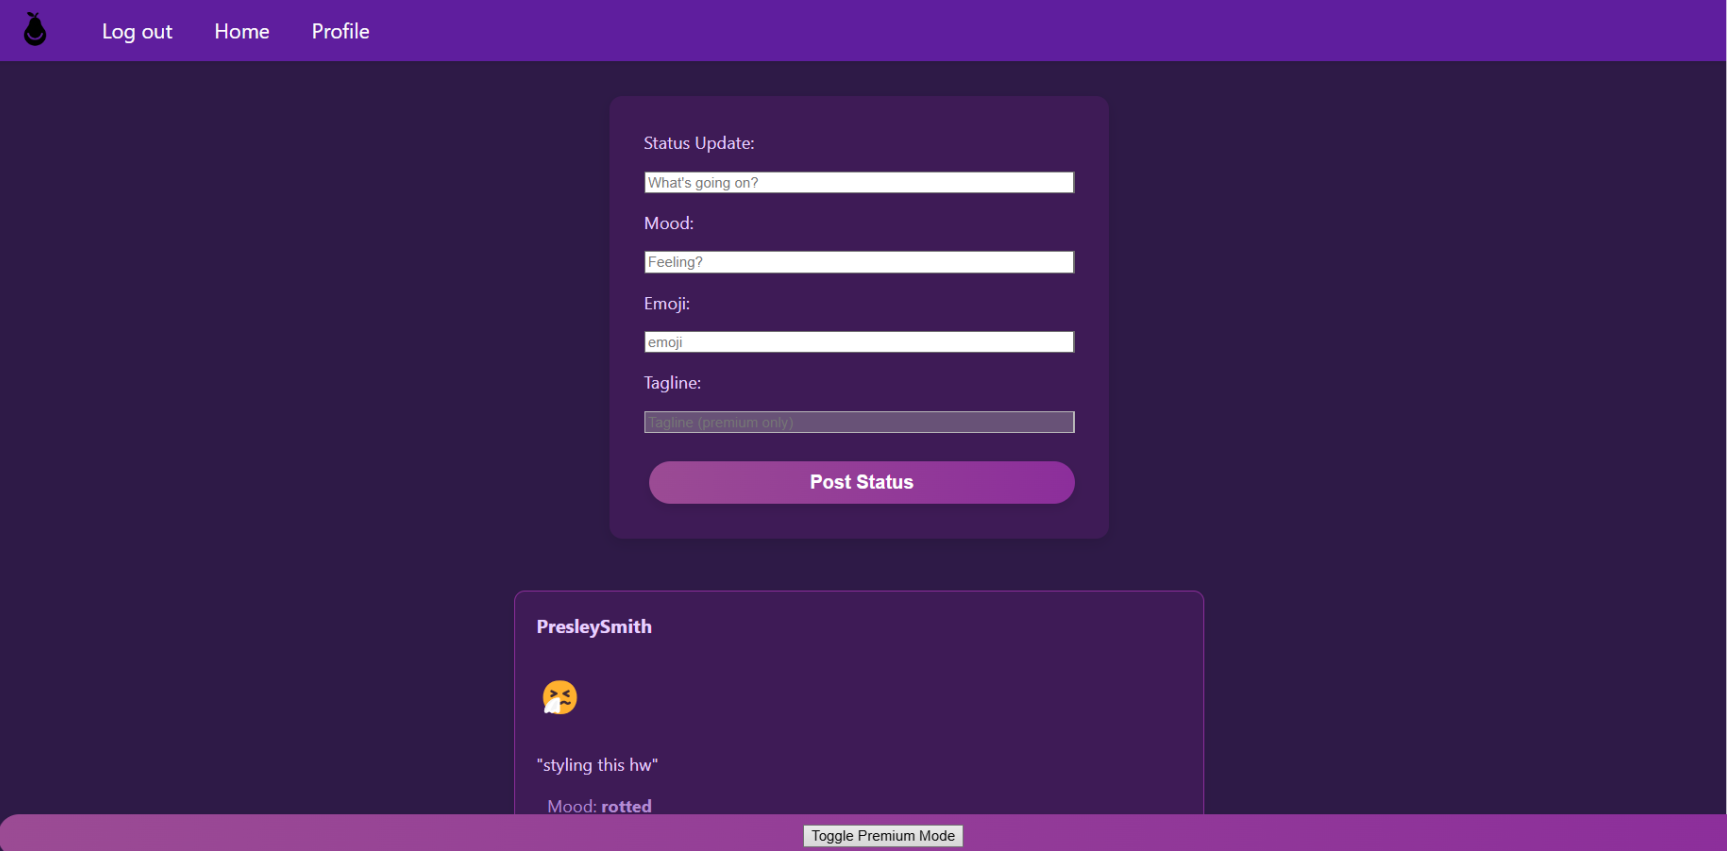 Log out Home Profile
Status Update:
What's going on?
Mood:
Feeling?
Emoji:
emoji
Tagline:
Tagline (premium only)
Post Status
PresleySmith
"styling this hw"
Mood: rotted
Toggle Premium Mode